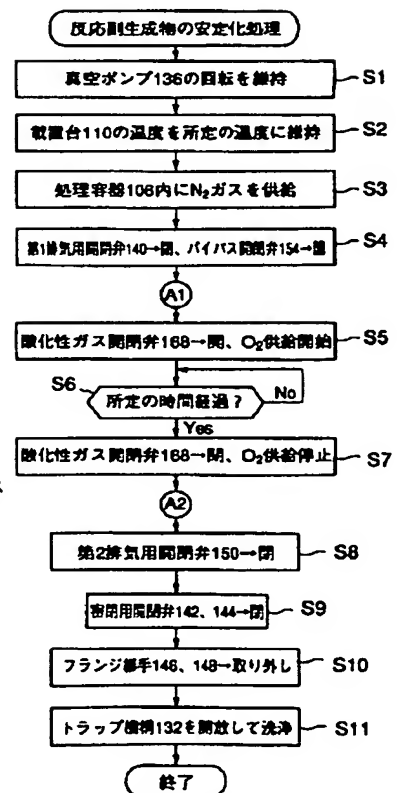 反応副生成物の安定化処理
真空ポンプ136の回転を維持
S1
載置台110の温度を所定の温度に維持
S2
処理容器106内にN₂ガスを供給
S3
第1排気用開閉弁140→閉、バイパス開閉弁154→開
S4
A1
酸化性ガス開閉弁168→開、O₂供給開始
S5
S6
所定の時間経過？
No
Yes
酸化性ガス開閉弁168→閉、O₂供給停止
S7
A2
第2排気用開閉弁150→閉
S8
密閉用開閉弁142、144→閉
S9
フランジ継手146、148→取り外し
S10
トラップ機構132を開放して洗浄
S11
終了